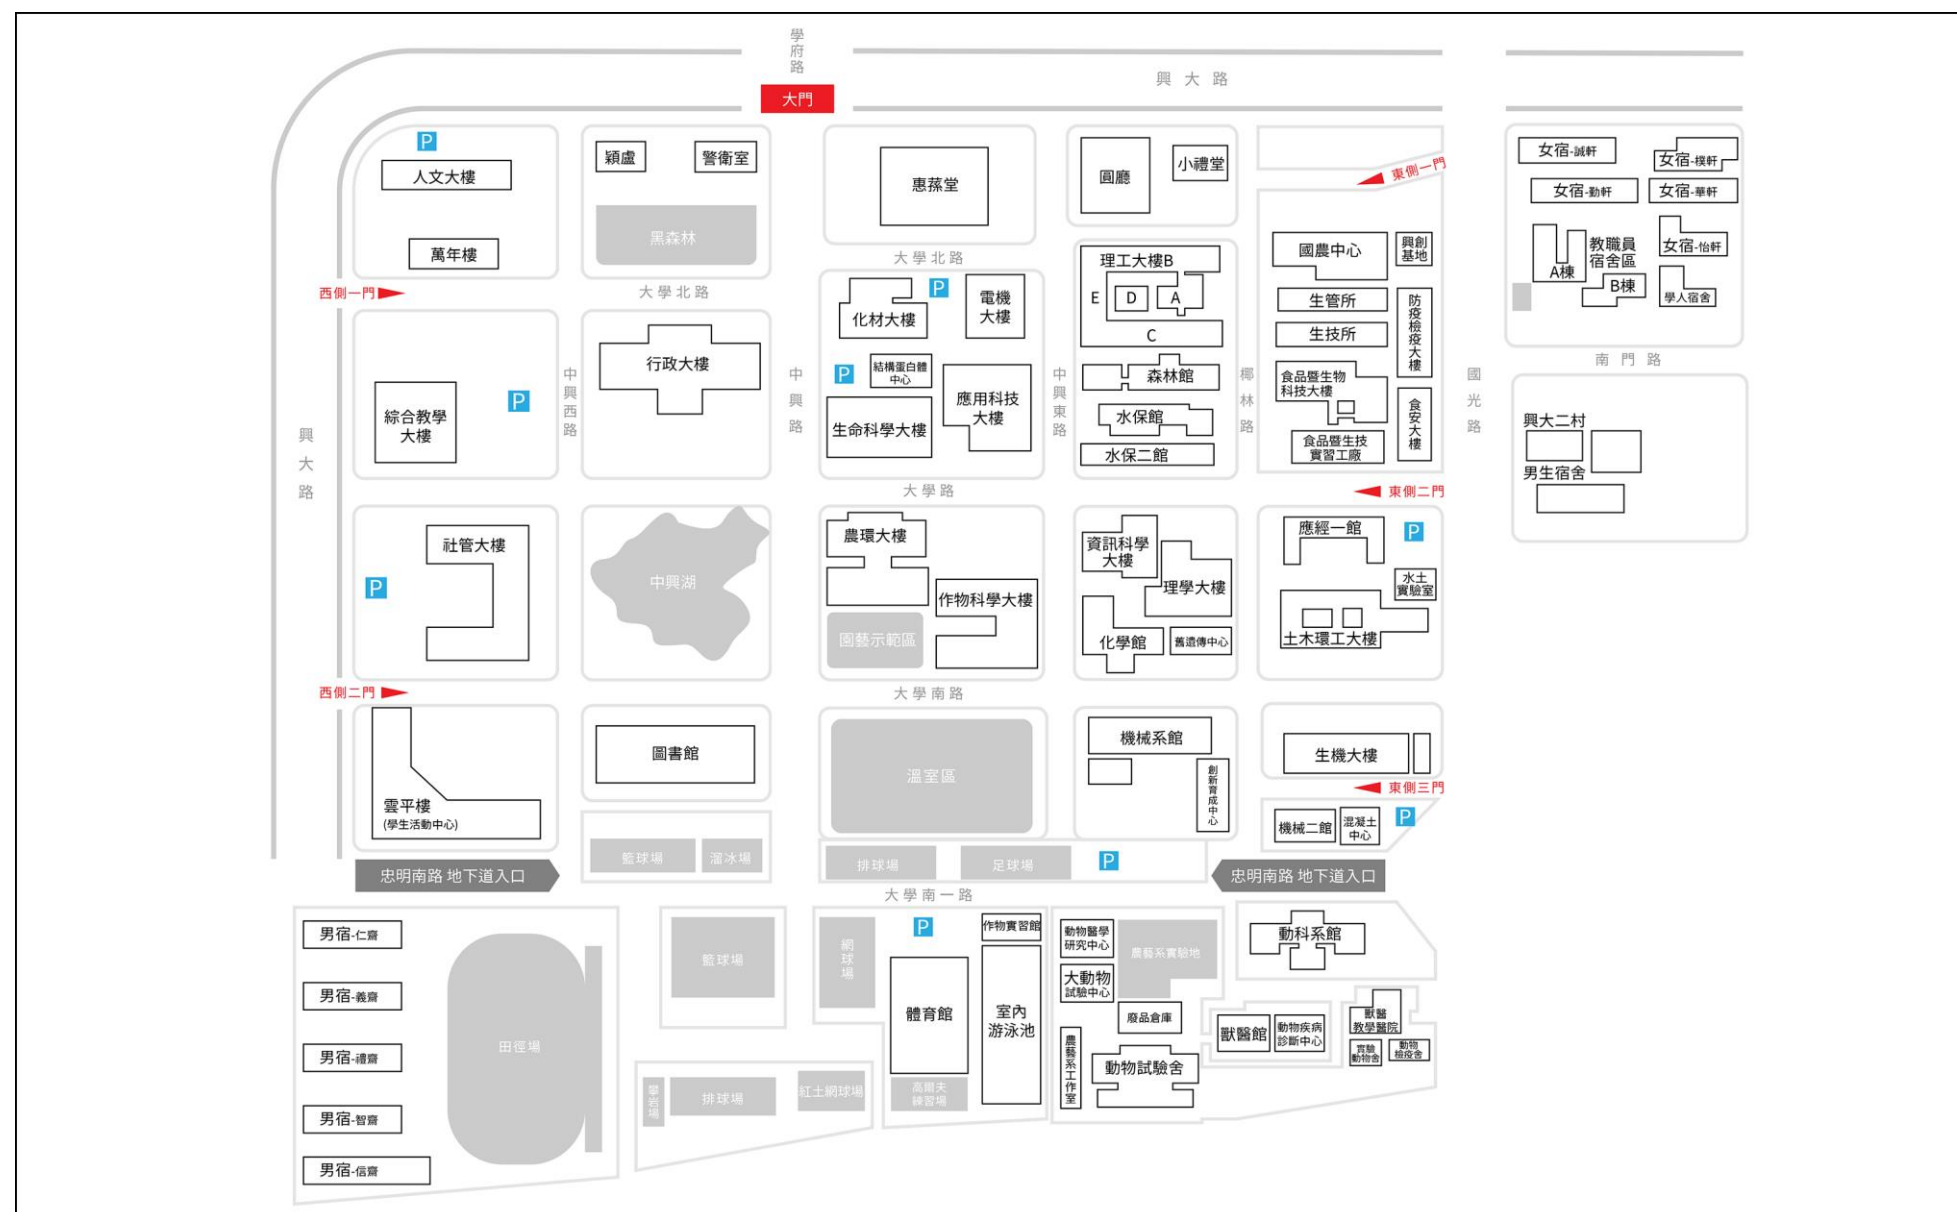 學府路
興大路
大門
P
人文大樓
萬年樓
西側一門
穎廬
警衛室
黑森林
大學北路
惠蓀堂
大學北路
圓廳
小禮堂
東側一門
女宿-誠軒
女宿-樸軒
女宿-勤軒
女宿-華軒
教職員
宿舍區
A棟
B棟
女宿-怡軒
學人宿舍
國農中心
興創
基地
生管所
生技所
防疫檢疫大樓
食品暨生物
科技大樓
食安大樓
食品暨生技
實習工廠
理工大樓B
E
D
A
C
森林館
水保館
水保二館
化材大樓
P
電機
大樓
P
結構蛋白體
中心
生命科學大樓
應用科技
大樓
行政大樓
綜合教學
大樓
P
興大路
中興西路
中興路
中興東路
椰林路
國光路
南門路
興大二村
男生宿舍
大學路
東側二門
社管大樓
P
中興湖
農環大樓
作物科學大樓
園藝示範區
資訊科學
大樓
理學大樓
化學館
舊遺傳中心
應經一館
P
水土
實驗室
土木環工大樓
西側二門
大學南路
雲平樓
(學生活動中心)
圖書館
溫室區
機械系館
創新育成中心
生機大樓
東側三門
機械二館
混凝土
中心
P
籃球場
溜冰場
排球場
足球場
P
忠明南路 地下道入口
忠明南路 地下道入口
大學南一路
男宿-仁齋
男宿-義齋
男宿-禮齋
男宿-智齋
男宿-信齋
田徑場
籃球場
攀岩場
排球場
紅土網球場
網球場
P
體育館
高爾夫
練習場
作物實習館
室內
游泳池
動物醫學
研究中心
大動物
試驗中心
農藝系實驗地
廢品倉庫
農藝系工作室
動物試驗舍
動科系館
獸醫館
動物疾病
診斷中心
獸醫
教學醫院
實驗
動物舍
動物
檢疫舍